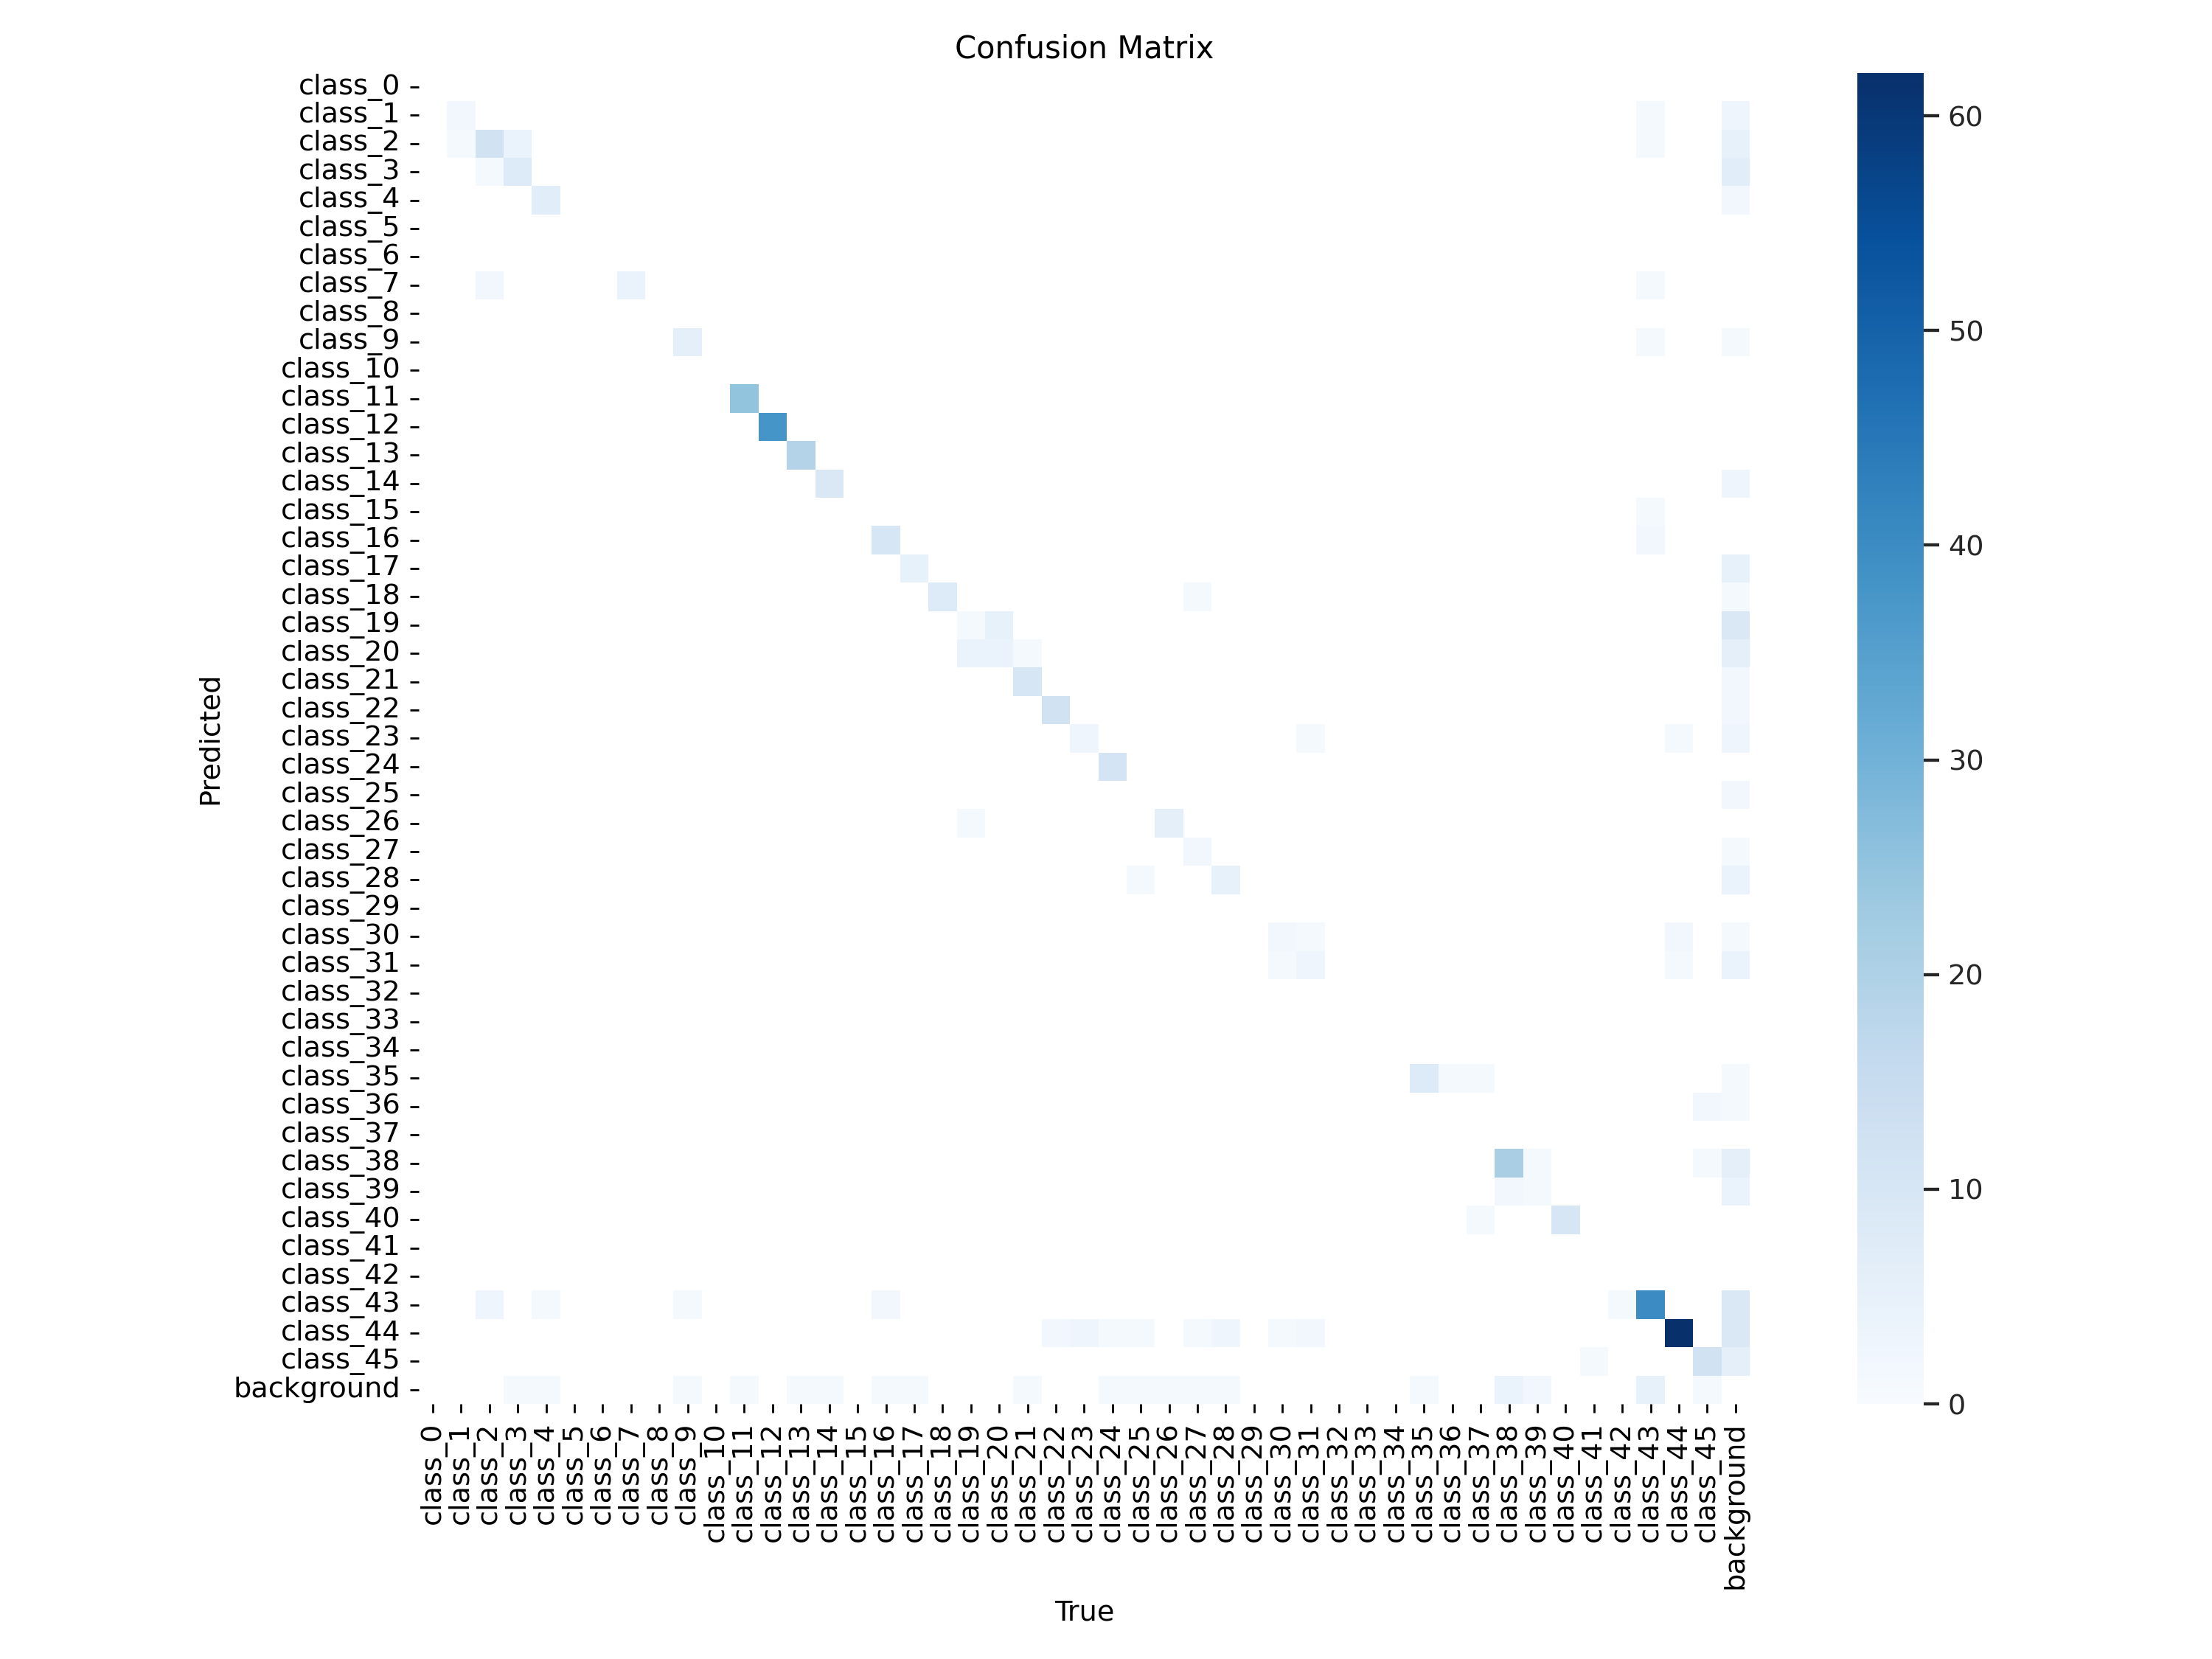 Confusion Matrix
class_0
class_1
class_2
class_3
class_4
class_5
class_6
class_7
class_8
class_9
class_10
class_11
class_12
class_13
class_14
class_15
class_16
class_17
class_18
class_19
class_20
class_21
class_22
class_23
class_24
class_25
class_26
class_27
class_28
class_29
class_30
class_31
class_32
class_33
class_34
class_35
class_36
class_37
class_38
class_39
class_40
class_41
class_42
class_43
class_44
class_45
background
Predicted
class_0
class_1
class_2
class_3
class_4
class_5
class_6
class_7
class_8
class_9
class_10
class_11
class_12
class_13
class_14
class_15
class_16
class_17
class_18
class_19
class_20
class_21
class_22
class_23
class_24
class_25
class_26
class_27
class_28
class_29
class_30
class_31
class_32
class_33
class_34
class_35
class_36
class_37
class_38
class_39
class_40
class_41
class_42
class_43
class_44
class_45
background
True
60
50
40
30
20
10
0